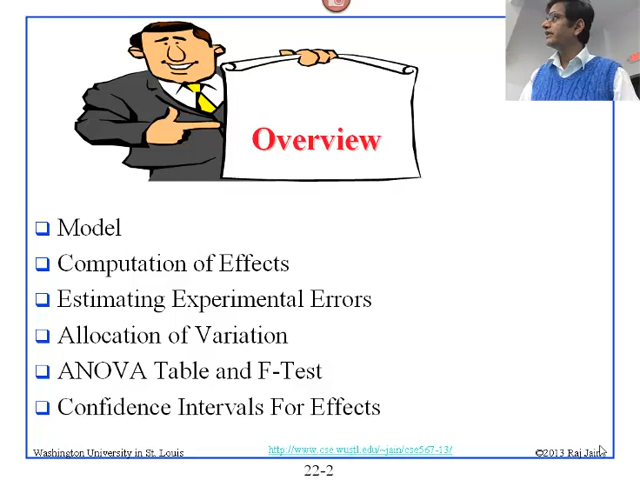 Overview
Model
Computation of Effects
Estimating Experimental Errors
Allocation of Variation
ANOVA Table and F-Test
Confidence Intervals For Effects
Washington University in St. Louis
http://www.cse.wustl.edu/~jain/cse567-13/
©2013 Raj Jain
22-2